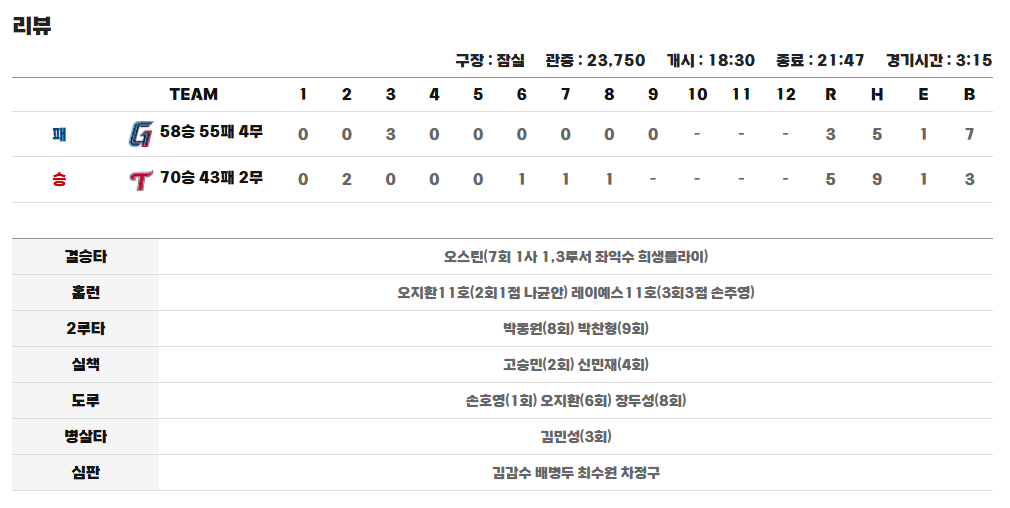 리뷰
구장 : 잠실 관중 : 23,750 개시 : 18:30 종료 : 21:47 경기시간 : 3:15
TEAM 1 2 3 4 5 6 7 8 9 10 11 12 R H E B
패 G 58승 55패 4무 0 0 3 0 0 0 0 0 0 - - - 3 5 1 7
승 T 70승 43패 2무 0 2 0 0 0 1 1 1 - - - - 5 9 1 3
결승타 오스틴(7회 1사 1,3루서 좌익수 희생플라이)
홈런 오지환11호(2회1점 나균안) 레이예스11호(3회3점 손주영)
2루타 박동원(8회) 박찬형(9회)
실책 고승민(2회) 신민재(4회)
도루 손호영(1회) 오지환(6회) 장두성(8회)
병살타 김민성(3회)
심판 김갑수 배병두 최수원 차정구